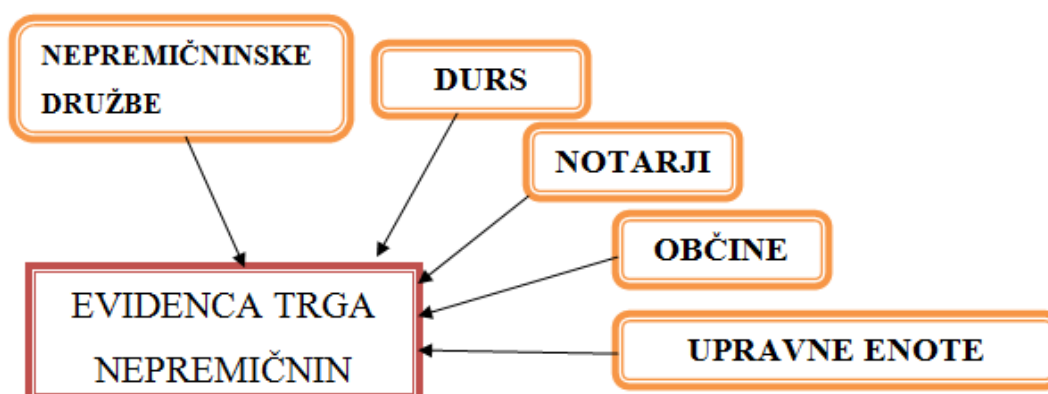 NEPREMIČNINSKE
DRUŽBE
DURS
NOTARJI
OBČINE
UPRAVNE ENOTE
EVIDENCA TRGA
NEPREMIČNIN